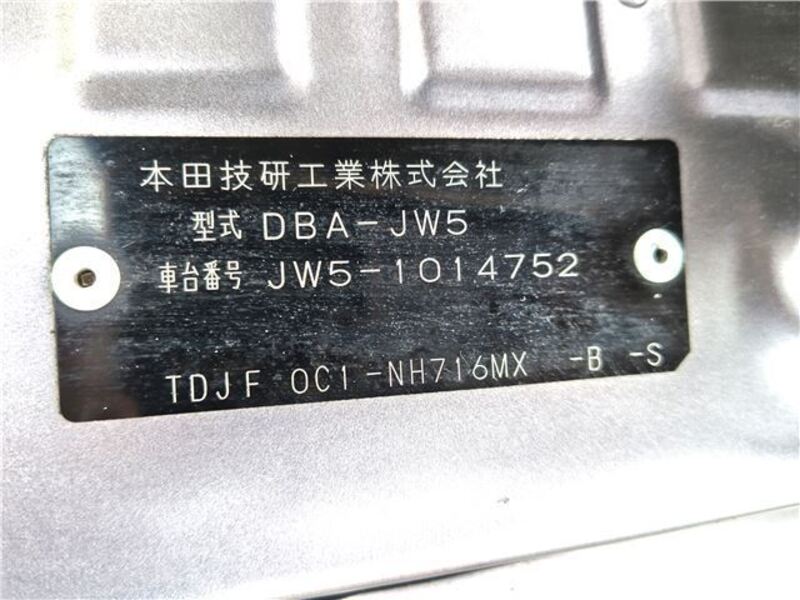 本田技研工業株式会社
型式 DBA-JW5
車台番号 JW5-1014752
TDJF 0C1-NH716MX -B -S